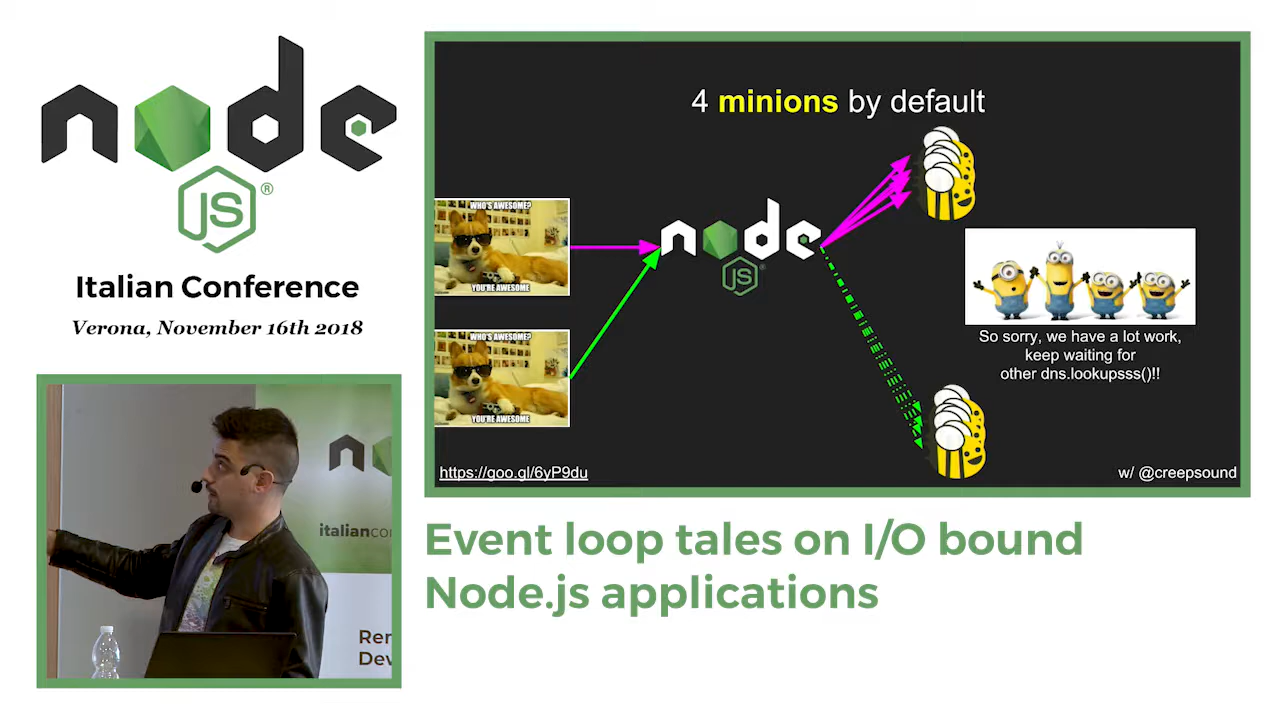 node
JS ®
Italian Conference
Verona, November 16th 2018
4 minions by default
WHO'S AWESOME?
YOU'RE AWESOME
WHO'S AWESOME?
YOU'RE AWESOME
node
JS ®
So sorry, we have a lot work,
keep waiting for
other dns.lookupsss()!!
https://goo.gl/6yP9du
w/ @creepsound
Event loop tales on I/O bound
Node.js applications
n
italiancon
Ren
Dev